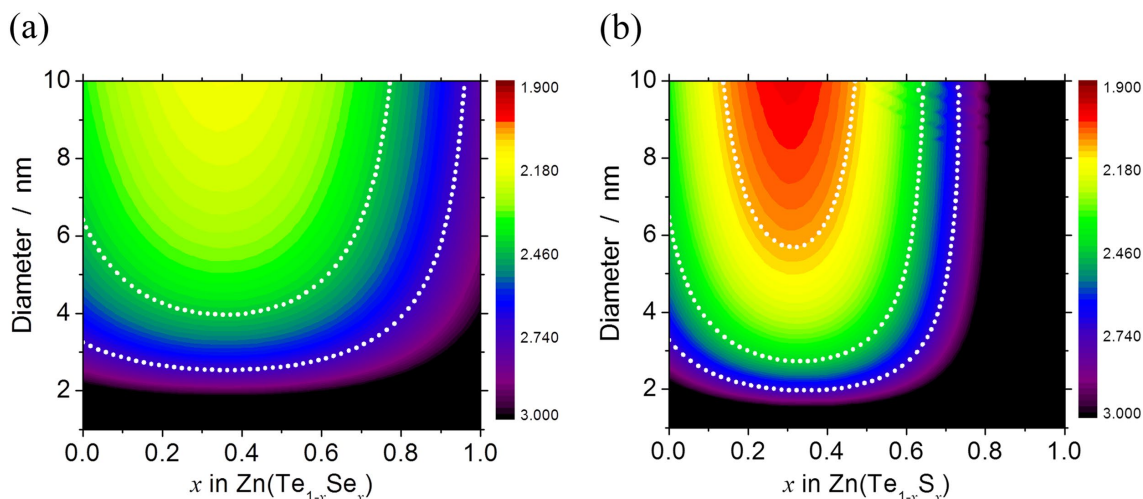 (a)
10
8
6
4
2
Diameter / nm
0.0 0.2 0.4 0.6 0.8 1.0
x in Zn(Te1-xSex)
1.900
2.180
2.460
2.740
3.000
(b)
10
8
6
4
2
Diameter / nm
0.0 0.2 0.4 0.6 0.8 1.0
x in Zn(Te1-xSx)
1.900
2.180
2.460
2.740
3.000